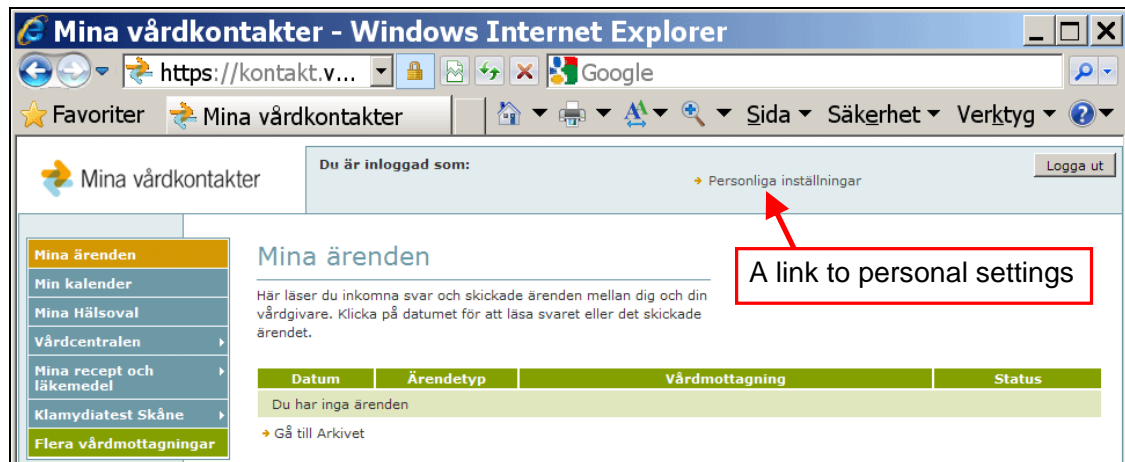 Mina vårdkontakter - Windows Internet Explorer
https://kontakt.v... Google
Favoriter Mina vårdkontakter Sida Säkerhet Verktyg
Mina vårdkontakter
Du är inloggad som:
Personliga inställningar
Logga ut
A link to personal settings
Mina ärenden
Min kalender
Mina Hälsoval
Vårdcentralen
Mina recept och
läkemedel
Klamydiatest Skåne
Flera vårdmottagningar
Mina ärenden
Här läser du inkomna svar och skickade ärenden mellan dig och din
vårdgivare. Klicka på datumet för att läsa svaret eller det skickade
ärendet.
Datum Ärendetyp Vårdmottagning Status
Du har inga ärenden
Gå till Arkivet